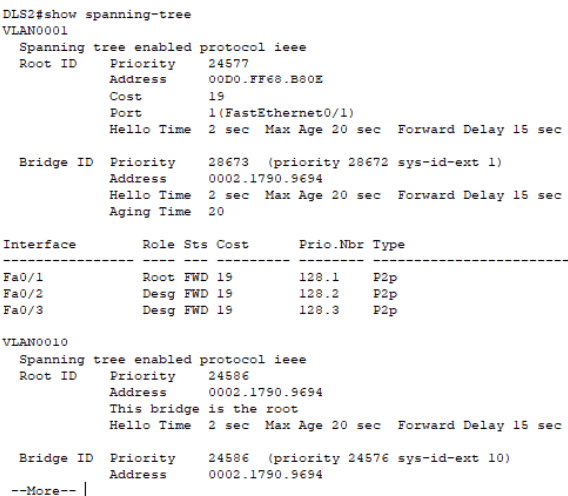 DLS2#show spanning-tree
VLAN0001
  Spanning tree enabled protocol ieee
  Root ID    Priority    24577
             Address     00D0.FF68.B80E
             Cost        19
             Port        1(FastEthernet0/1)
             Hello Time  2 sec  Max Age 20 sec  Forward Delay 15 sec

  Bridge ID  Priority    28673  (priority 28672 sys-id-ext 1)
             Address     0002.1790.9694
             Hello Time  2 sec  Max Age 20 sec  Forward Delay 15 sec
             Aging Time  20

Interface        Role Sts Cost      Prio.Nbr Type
---------------- ---- --- --------- -------- --------------------------
Fa0/1            Root FWD 19        128.1    P2p
Fa0/2            Desg FWD 19        128.2    P2p
Fa0/3            Desg FWD 19        128.3    P2p

VLAN0010
  Spanning tree enabled protocol ieee
  Root ID    Priority    24586
             Address     0002.1790.9694
             This bridge is the root
             Hello Time  2 sec  Max Age 20 sec  Forward Delay 15 sec

  Bridge ID  Priority    24586  (priority 24576 sys-id-ext 10)
             Address     0002.1790.9694
 --More--